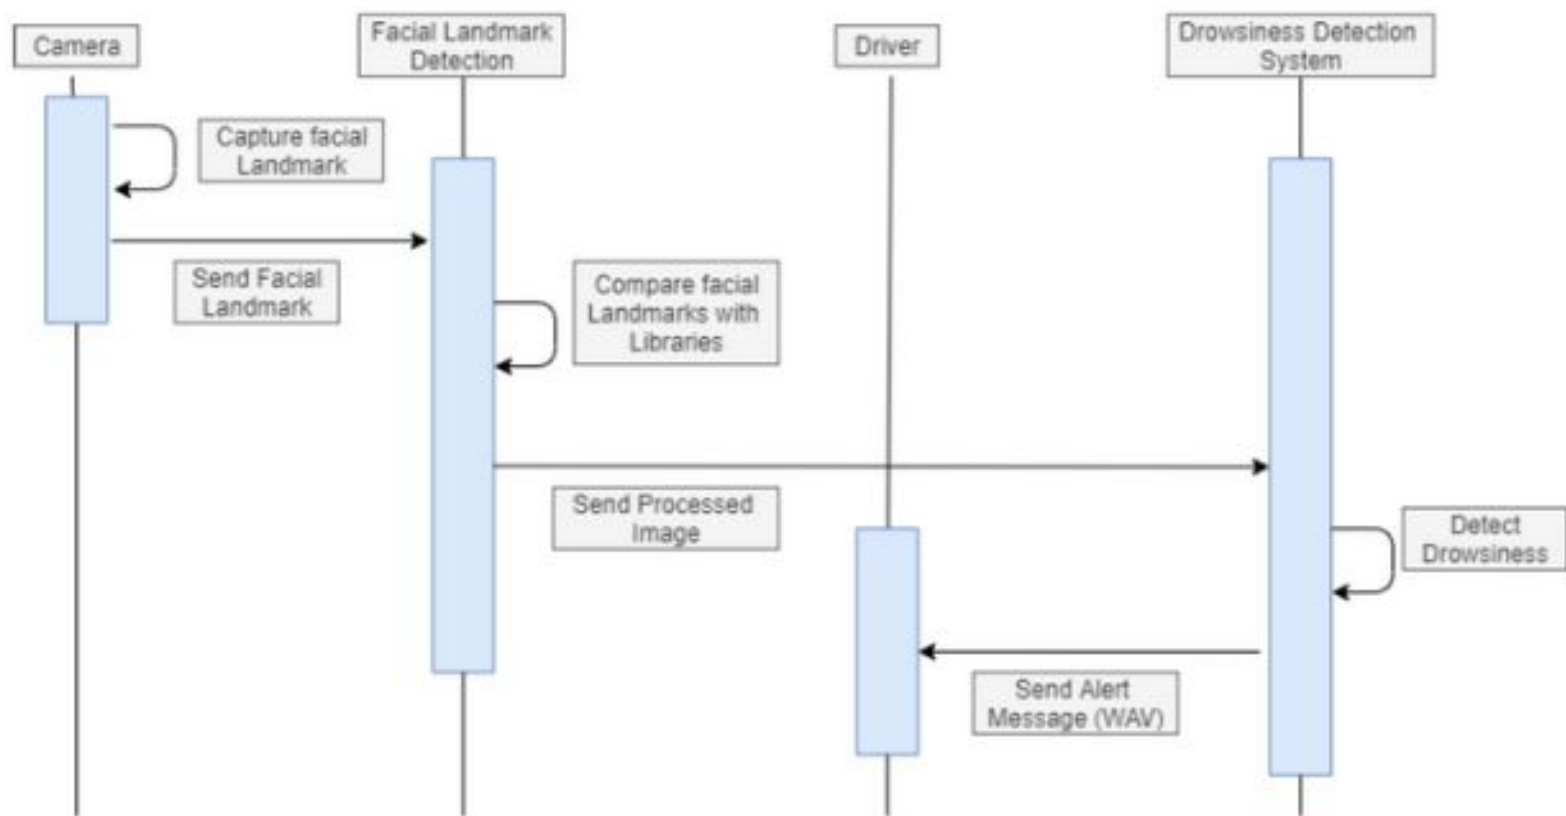 Camera
Facial Landmark
Detection
Driver
Drowsiness Detection
System
Capture facial
Landmark
Send Facial
Landmark
Compare facial
Landmarks with
Libraries
Send Processed
Image
Detect
Drowsiness
Send Alert
Message (WAV)